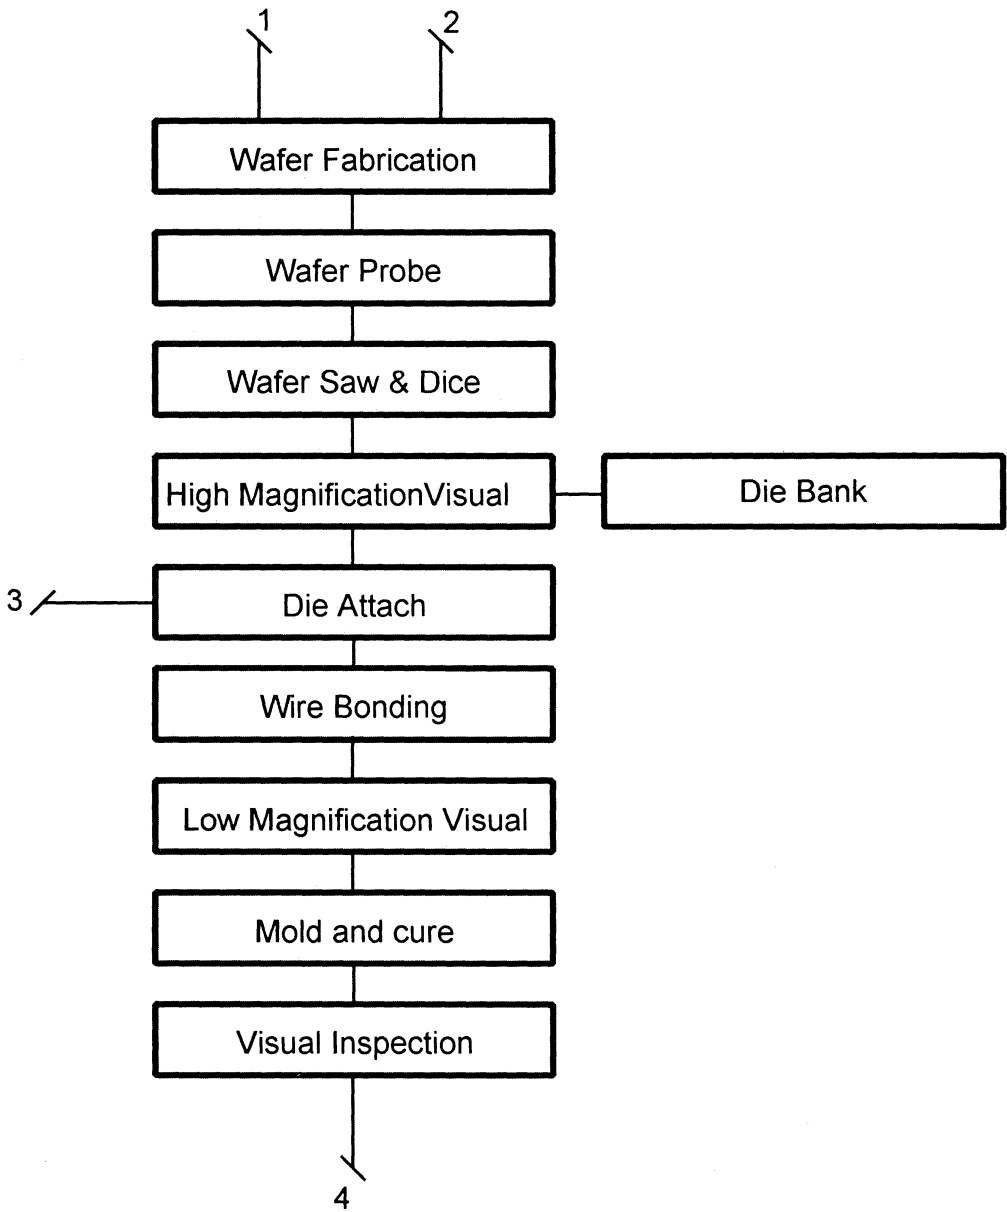 1
2
Wafer Fabrication
Wafer Probe
Wafer Saw & Dice
High MagnificationVisual
Die Bank
3
Die Attach
Wire Bonding
Low Magnification Visual
Mold and cure
Visual Inspection
4